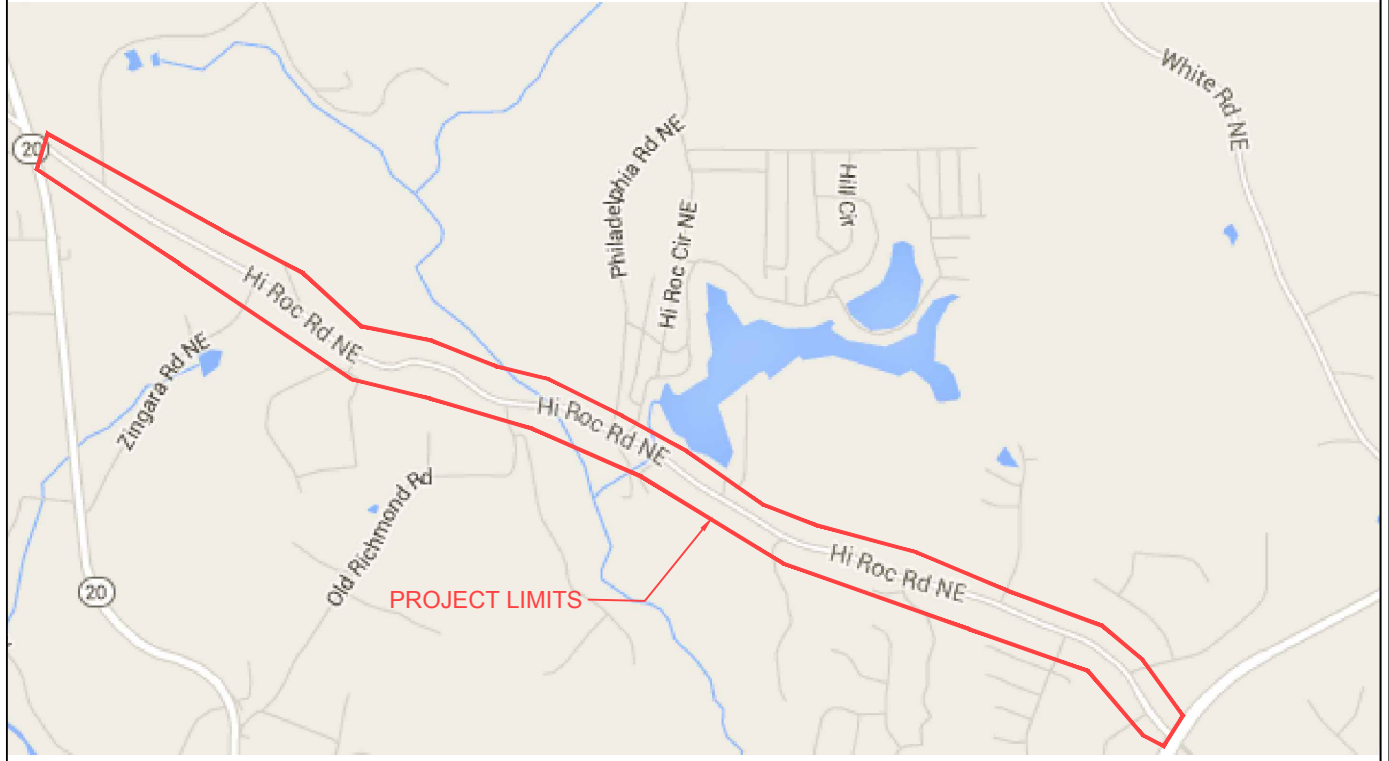 White Rd NE
20
Philadelphia Rd NE
Hill Cir
Hi Roc Cir NE
Hi Roc Rd NE
Zingara Rd NE
Hi Roc Rd NE
Old Richmond Rd
Hi Roc Rd NE
20
PROJECT LIMITS